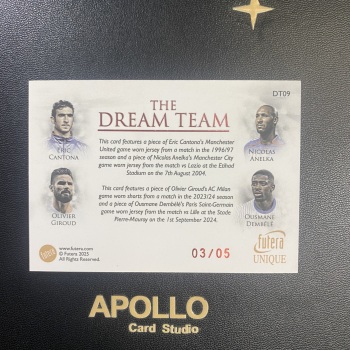 DT09
THE
DREAM TEAM
This card features a piece of Eric Cantona's Manchester
United game worn jersey from a match in the 1996/97
season and a piece of Nicolas Anelka's Manchester City
game worn jersey from the match vs Lazio at the Etihad
Stadium on the 7th August 2004.
ERIC
CANTONA
NICOLAS
ANELKA
This card features a piece of Olivier Giroud's AC Milan
game worn shorts from a match in the 2023/24 season
and a piece of Ousmane Dembélé's Paris Saint-Germain
game worn jersey from the match vs Lille at the Stade
Pierre-Mauroy on the 1st September 2024.
OLIVIER
GIROUD
OUSMANE
DEMBÉLÉ
www.futera.com
© Futera 2025
All Rights Reserved.
03/05
futera
UNIQUE
APOLLO
Card Studio